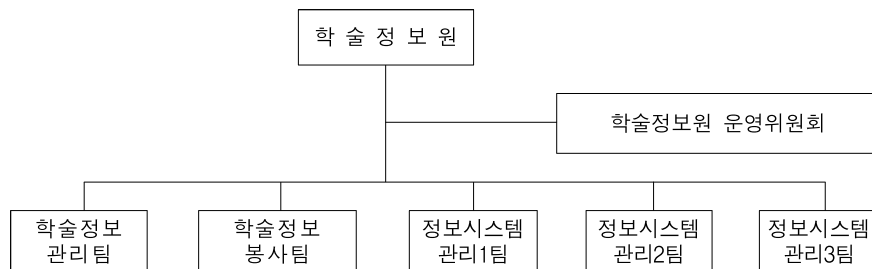 학 술 정 보 원
학술정보원 운영위원회
학술정보
관리팀
학술정보
봉사팀
정보시스템
관리1팀
정보시스템
관리2팀
정보시스템
관리3팀